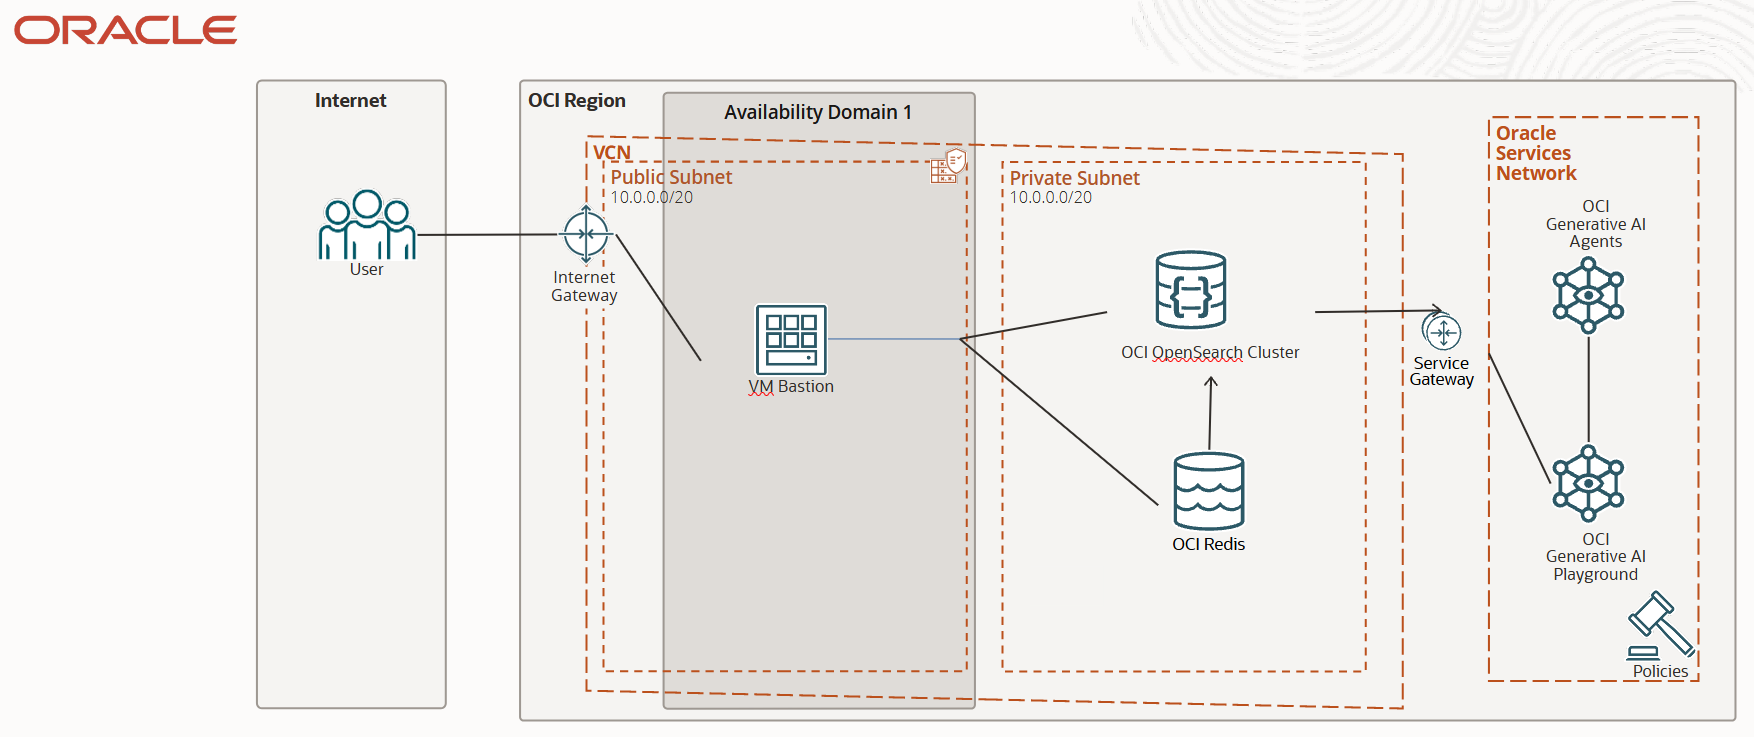 ORACLE
Internet
OCI Region
Availability Domain 1
VCN
Public Subnet
10.0.0.0/20
Private Subnet
10.0.0.0/20
Oracle
Services
Network
OCI
Generative AI
Agents
User
Internet
Gateway
VM Bastion
OCI OpenSearch Cluster
Service
Gateway
OCI Redis
OCI
Generative AI
Playground
Policies